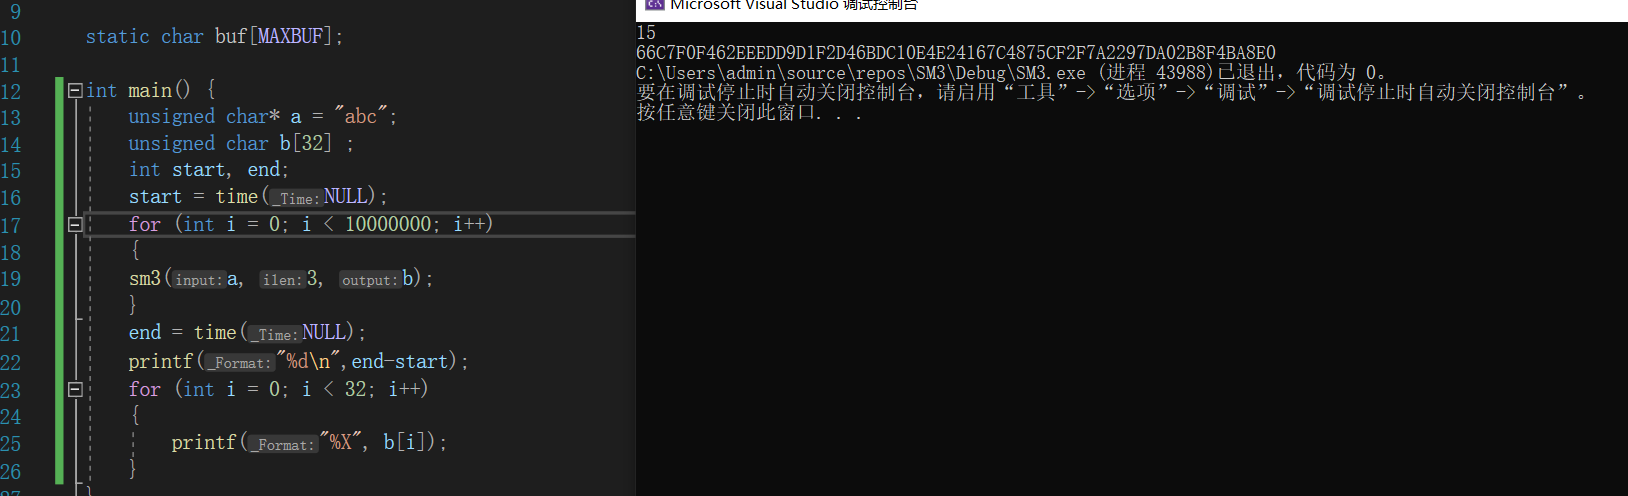 9
10 static char buf[MAXBUF];
11
12 int main() {
13 unsigned char* a = "abc";
14 unsigned char b[32] ;
15 int start, end;
16 start = time(_Time:NULL);
17 for (int i = 0; i < 10000000; i++)
18 {
19 sm3(input:a, ilen:3, output:b);
20 }
21 end = time(_Time:NULL);
22 printf(_Format:"%d\n",end-start);
23 for (int i = 0; i < 32; i++)
24 {
25 printf(_Format:"%X", b[i]);
26 }
27 }
Microsoft Visual Studio 调试控制台
15
66C7F0F462EEEDD9D1F2D46BDC10E4E24167C4875CF2F7A2297DA02B8F4BA8E0
C:\Users\admin\source\repos\SM3\Debug\SM3.exe (进程 43988)已退出，代码为 0。
要在调试停止时自动关闭控制台，请启用“工具”->“选项”->“调试”->“调试停止时自动关闭控制台”。
按任意键关闭此窗口. . .